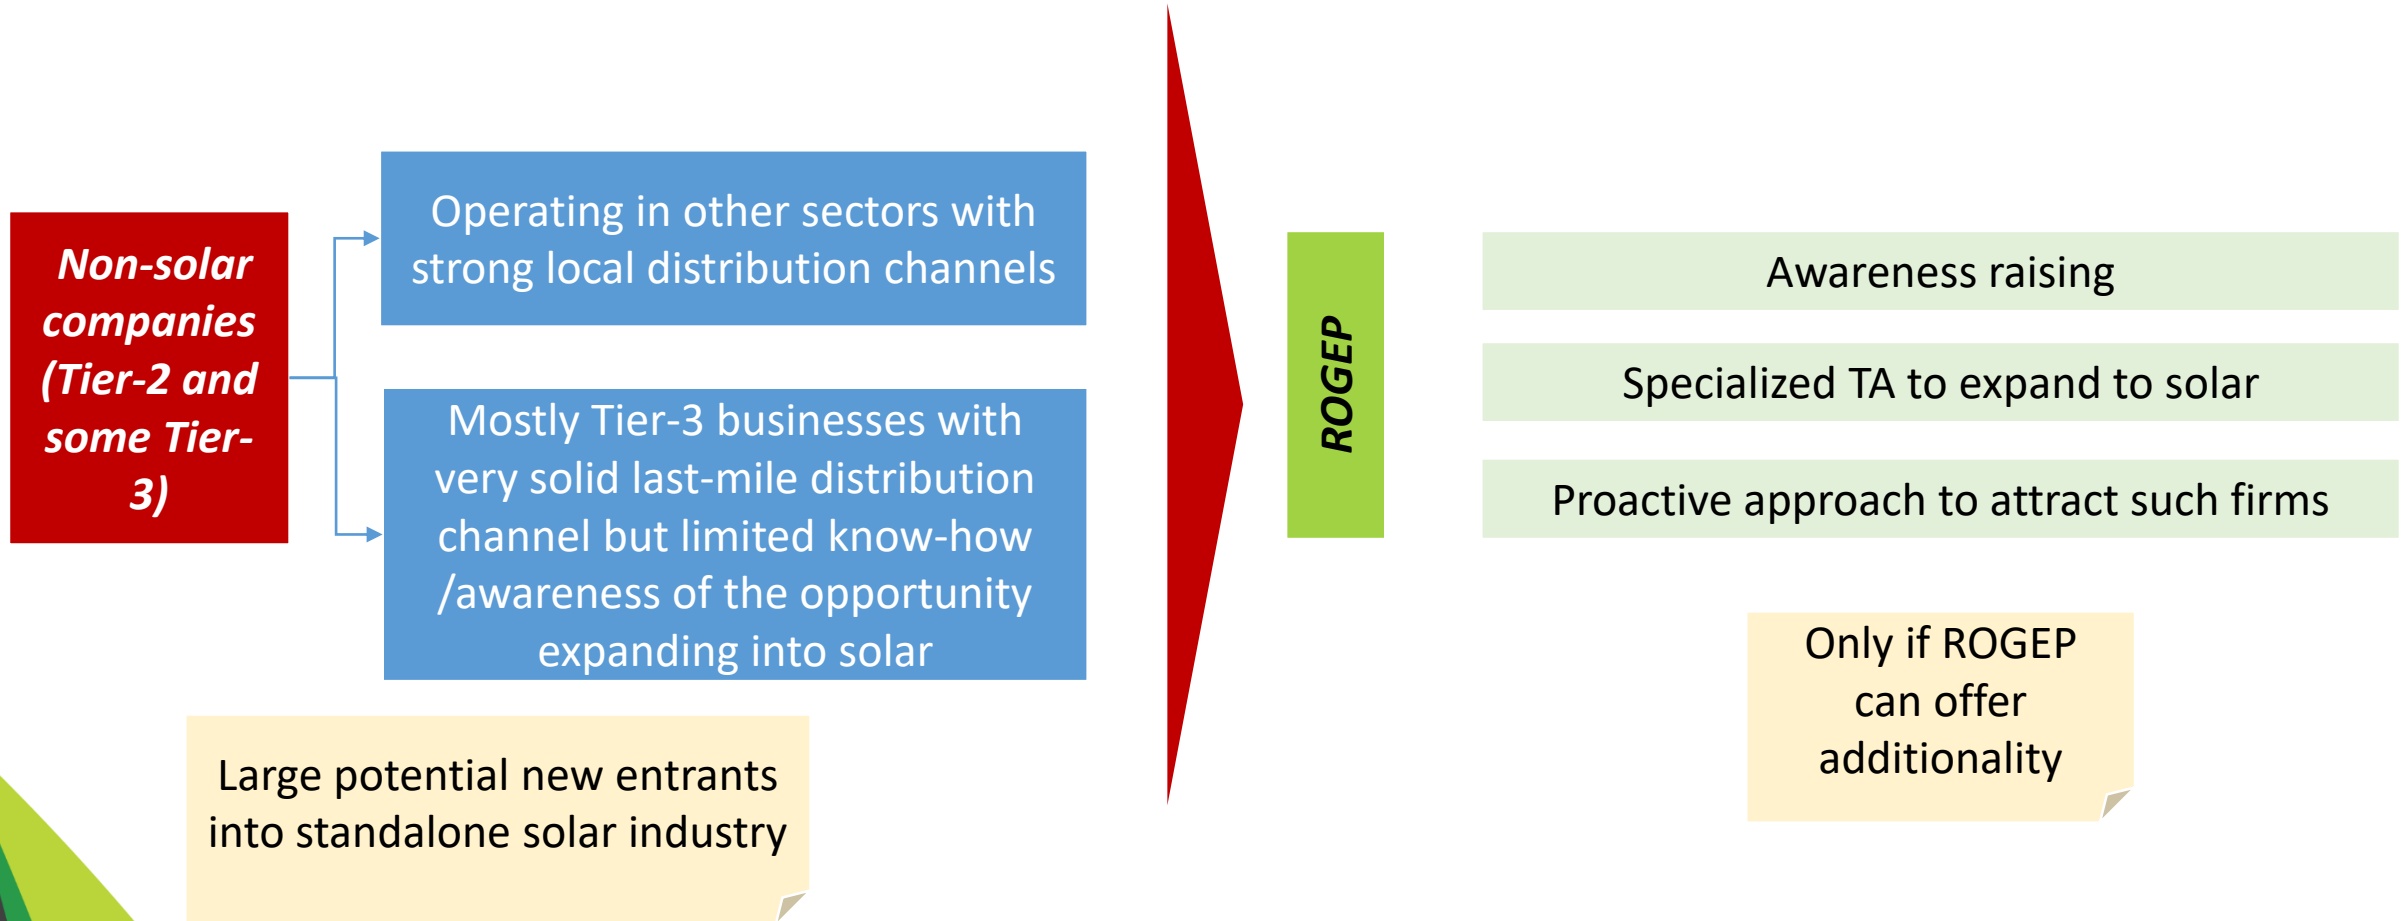 Non-solar
companies
(Tier-2 and
some Tier-
3)
Operating in other sectors with
strong local distribution channels
Mostly Tier-3 businesses with
very solid last-mile distribution
channel but limited know-how
/awareness of the opportunity
expanding into solar
Large potential new entrants
into standalone solar industry
ROGEP
Awareness raising
Specialized TA to expand to solar
Proactive approach to attract such firms
Only if ROGEP
can offer
additionality